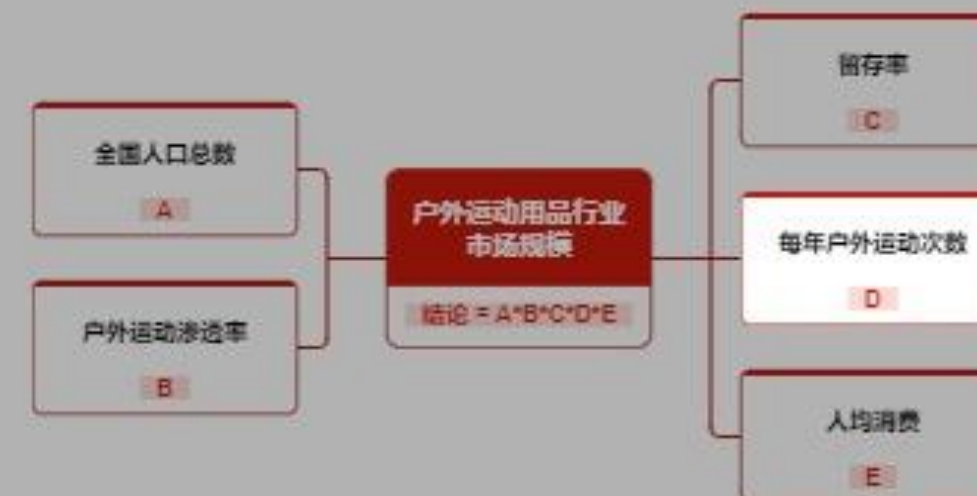 全国人口总数
A
户外运动渗透率
B
户外运动用品行业
市场规模
结论 = A*B*C*D*E
留存率
C
每年户外运动次数
D
人均消费
E